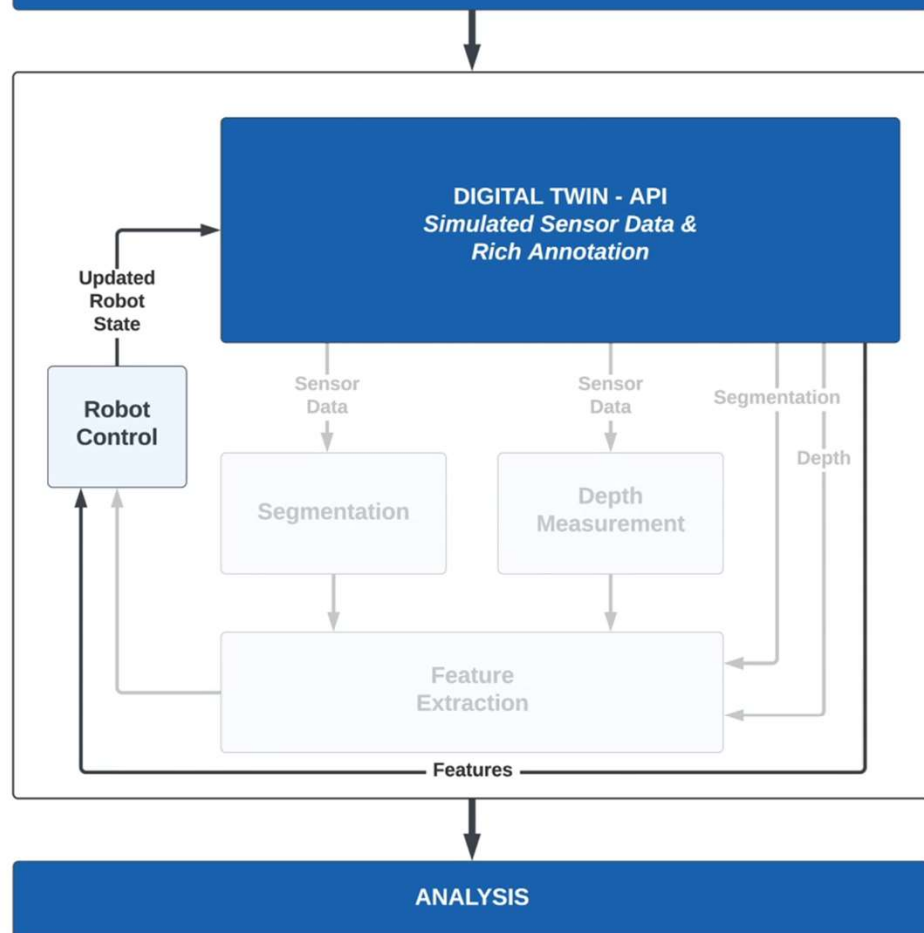 DIGITAL TWIN - API
Simulated Sensor Data &
Rich Annotation
Updated
Robot
State
Robot
Control
Sensor
Data
Sensor
Data
Segmentation
Depth
Segmentation
Depth
Measurement
Feature
Extraction
Features
ANALYSIS